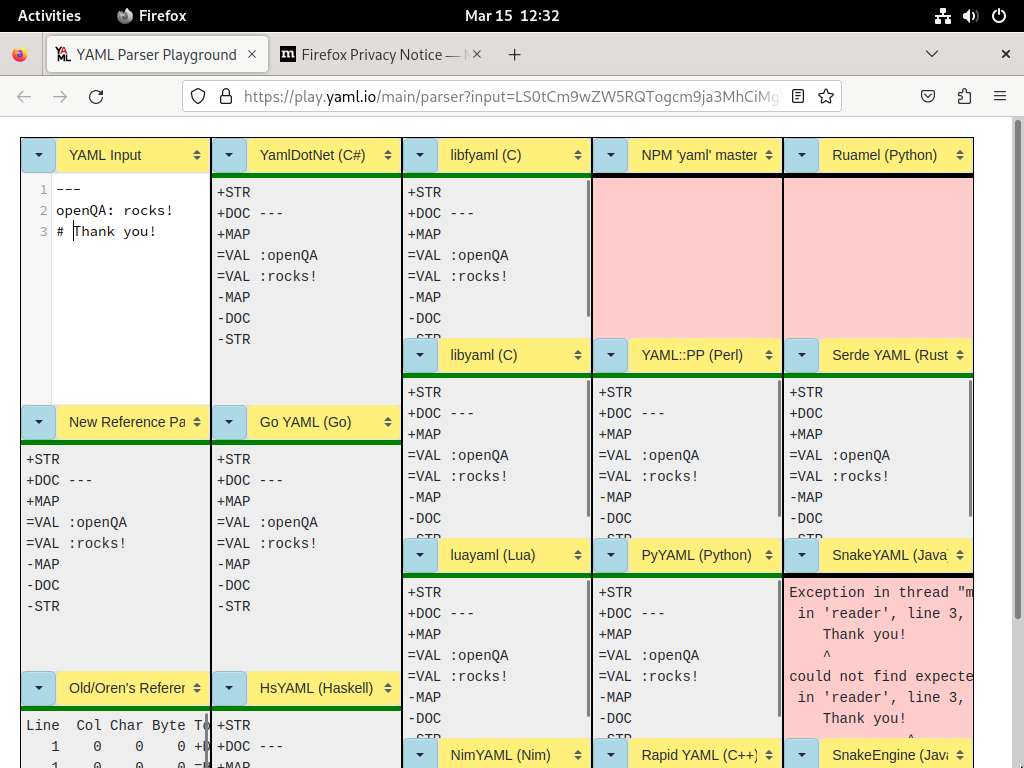 Activities
Firefox
Mar 15 12:32
YAML Parser Playground
Firefox Privacy Notice —
https://play.yaml.io/main/parser?input=LS0tCm9wZW5RQTogcm9ja3MhCiMg
YAML Input
1 ---
2 openQA: rocks!
3 # Thank you!
New Reference Pa
+STR
+DOC ---
+MAP
=VAL :openQA
=VAL :rocks!
-MAP
-DOC
-STR
Old/Oren's Referer
Line Col Char Byte To
1 0 0 0 +D
1 0 0 0
YamlDotNet (C#)
+STR
+DOC ---
+MAP
=VAL :openQA
=VAL :rocks!
-MAP
-DOC
-STR
Go YAML (Go)
+STR
+DOC ---
+MAP
=VAL :openQA
=VAL :rocks!
-MAP
-DOC
-STR
HsYAML (Haskell)
+STR
+DOC ---
+MAP
libfyaml (C)
+STR
+DOC ---
+MAP
=VAL :openQA
=VAL :rocks!
-MAP
-DOC
-STR
libyaml (C)
+STR
+DOC ---
+MAP
=VAL :openQA
=VAL :rocks!
-MAP
-DOC
-STR
luayaml (Lua)
+STR
+DOC ---
+MAP
=VAL :openQA
=VAL :rocks!
-MAP
-DOC
-STR
NimYAML (Nim)
NPM 'yaml' master
YAML::PP (Perl)
+STR
+DOC ---
+MAP
=VAL :openQA
=VAL :rocks!
-MAP
-DOC
-STR
PyYAML (Python)
+STR
+DOC ---
+MAP
=VAL :openQA
=VAL :rocks!
-MAP
-DOC
-STR
Rapid YAML (C++)
Ruamel (Python)
Serde YAML (Rust
+STR
+DOC
+MAP
=VAL :openQA
=VAL :rocks!
-MAP
-DOC
-STR
SnakeYAML (Java
Exception in thread "m
in 'reader', line 3,
Thank you!
^
could not find expecte
in 'reader', line 3,
Thank you!
^
SnakeEngine (Java